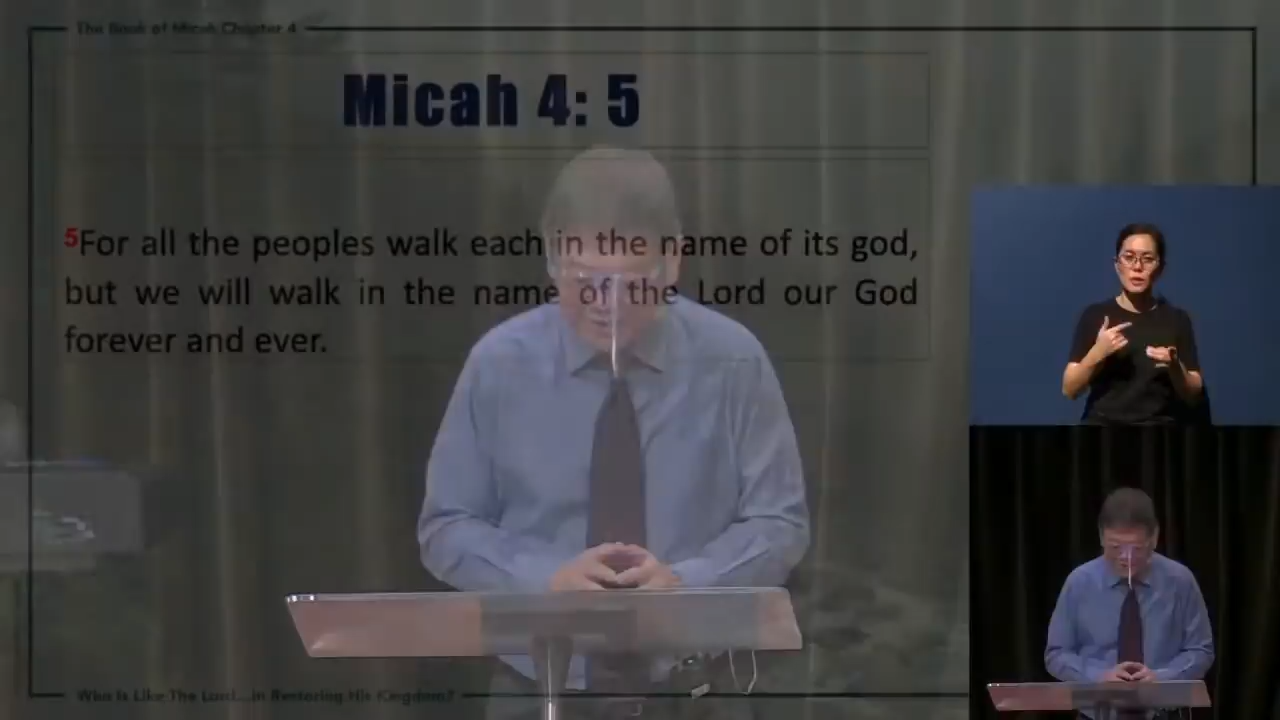 The Book of Micah Chapter 4
Micah 4: 5
5For all the peoples walk each in the name of its god,
but we will walk in the name of the Lord our God
forever and ever.
Who Is Like The Lord...in Restoring His Kingdom?